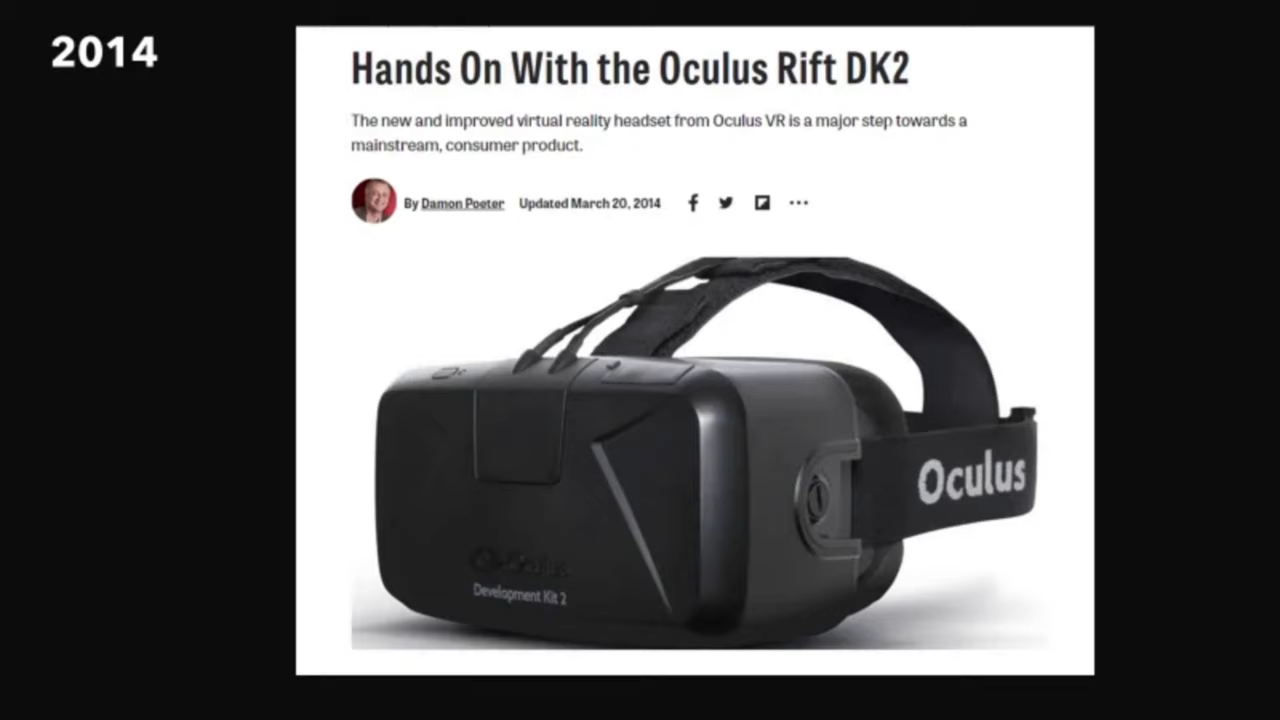 2014
Hands On With the Oculus Rift DK2
The new and improved virtual reality headset from Oculus VR is a major step towards a
mainstream, consumer product.
By Damon Poeter Updated March 20, 2014
Oculus
Oculus
Development Kit 2